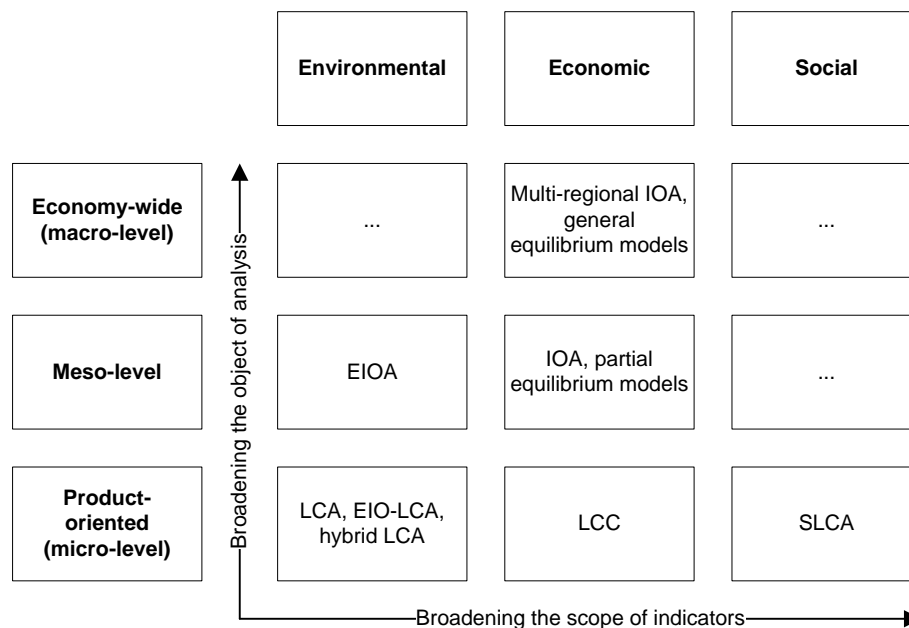 Environmental
Economic
Social
Economy-wide
(macro-level)
...
Multi-regional IOA,
general
equilibrium models
...
Meso-level
EIOA
IOA, partial
equilibrium models
...
Product-
oriented
(micro-level)
LCA, EIO-LCA,
hybrid LCA
LCC
SLCA
Broadening the object of analysis
Broadening the scope of indicators